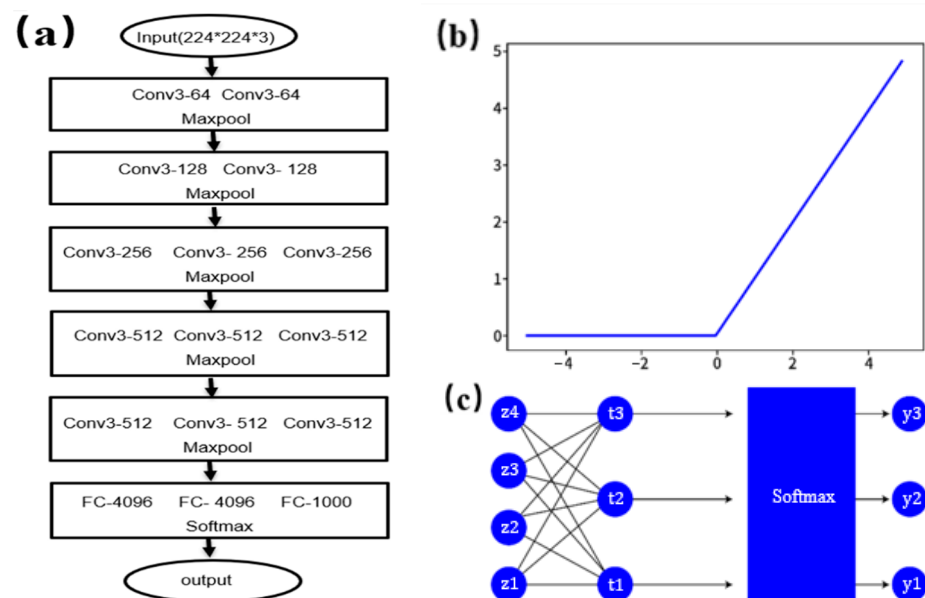 (a)
Input(224*224*3)
Conv3-64 Conv3-64
Maxpool
Conv3-128 Conv3- 128
Maxpool
Conv3-256 Conv3- 256 Conv3-256
Maxpool
Conv3-512 Conv3-512 Conv3-512
Maxpool
Conv3-512 Conv3- 512 Conv3-512
Maxpool
FC-4096 FC- 4096 FC-1000
Softmax
output
(b)
5
4
3
2
1
0
−4 −2 0 2 4
(c)
z4 t3 y3
z3
t2 Softmax y2
z2
z1 t1 y1